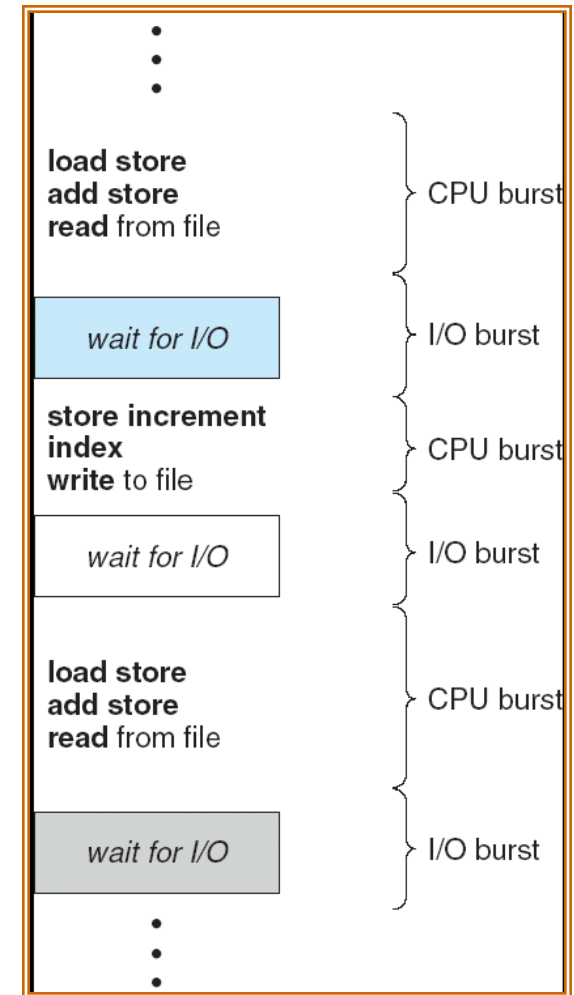 load store
add store
read from file
CPU burst
wait for I/O
I/O burst
store increment
index
write to file
CPU burst
wait for I/O
I/O burst
load store
add store
read from file
CPU burst
wait for I/O
I/O burst